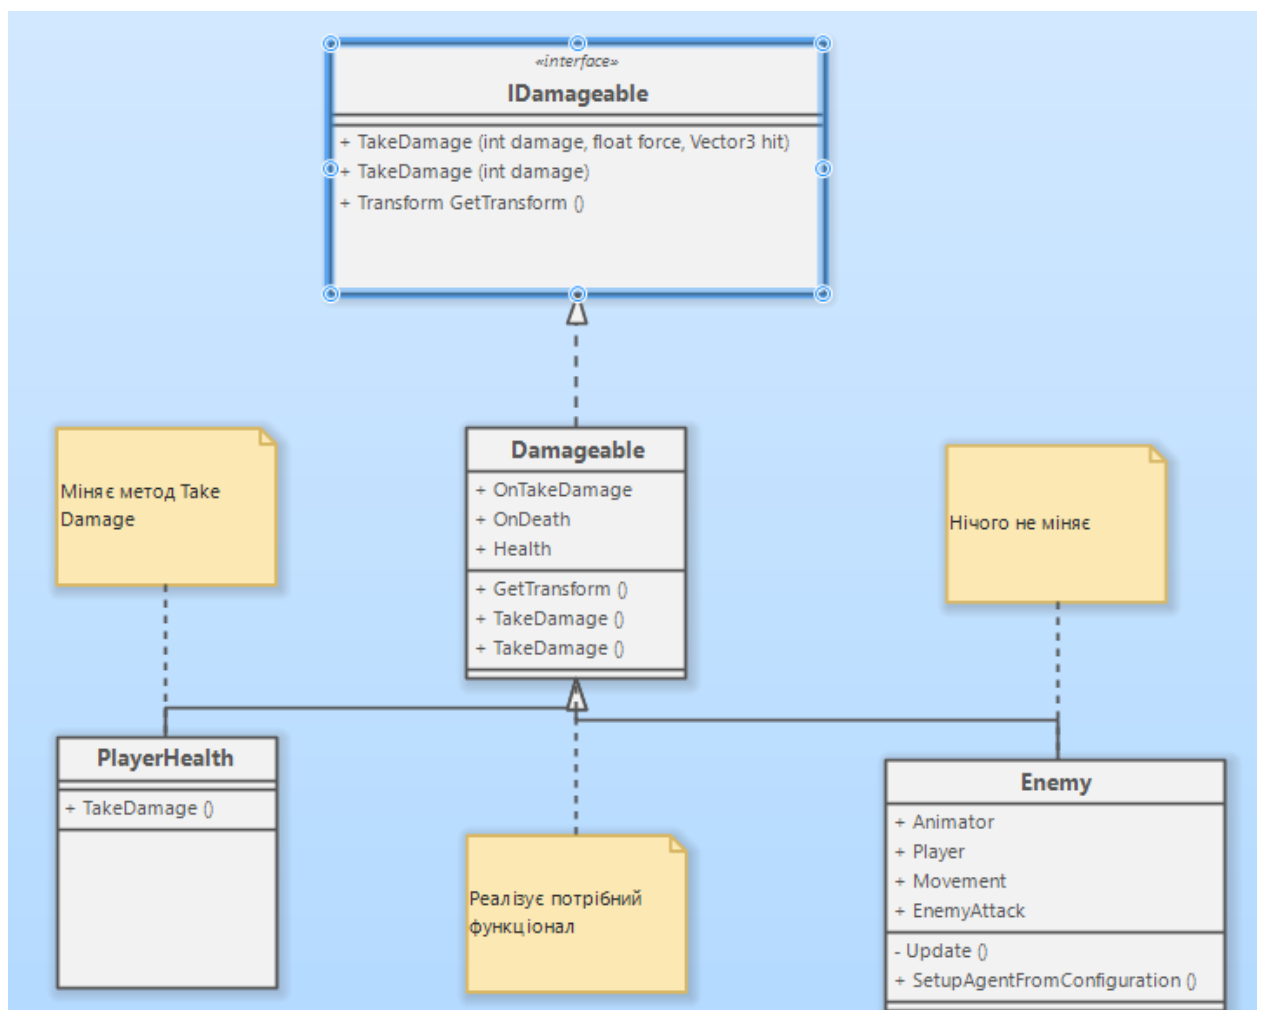 «interface»
IDamageable
+ TakeDamage (int damage, float force, Vector3 hit)
+ TakeDamage (int damage)
+ Transform GetTransform ()
Міняє метод Take
Damage
Damageable
+ OnTakeDamage
+ OnDeath
+ Health
+ GetTransform ()
+ TakeDamage ()
+ TakeDamage ()
Нічого не міняє
PlayerHealth
+ TakeDamage ()
Реалізує потрібний
функціонал
Enemy
+ Animator
+ Player
+ Movement
+ EnemyAttack
- Update ()
+ SetupAgentFromConfiguration ()